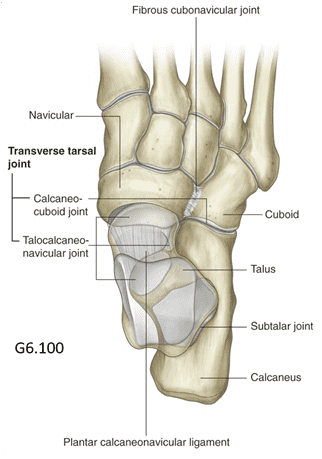 Fibrous cubonavicular joint
Navicular
Transverse tarsal
joint
Calcaneo-
cuboid joint
Talocalcaneo-
navicular joint
Cuboid
Talus
Subtalar joint
Calcaneus
G6.100
Plantar calcaneonavicular ligament